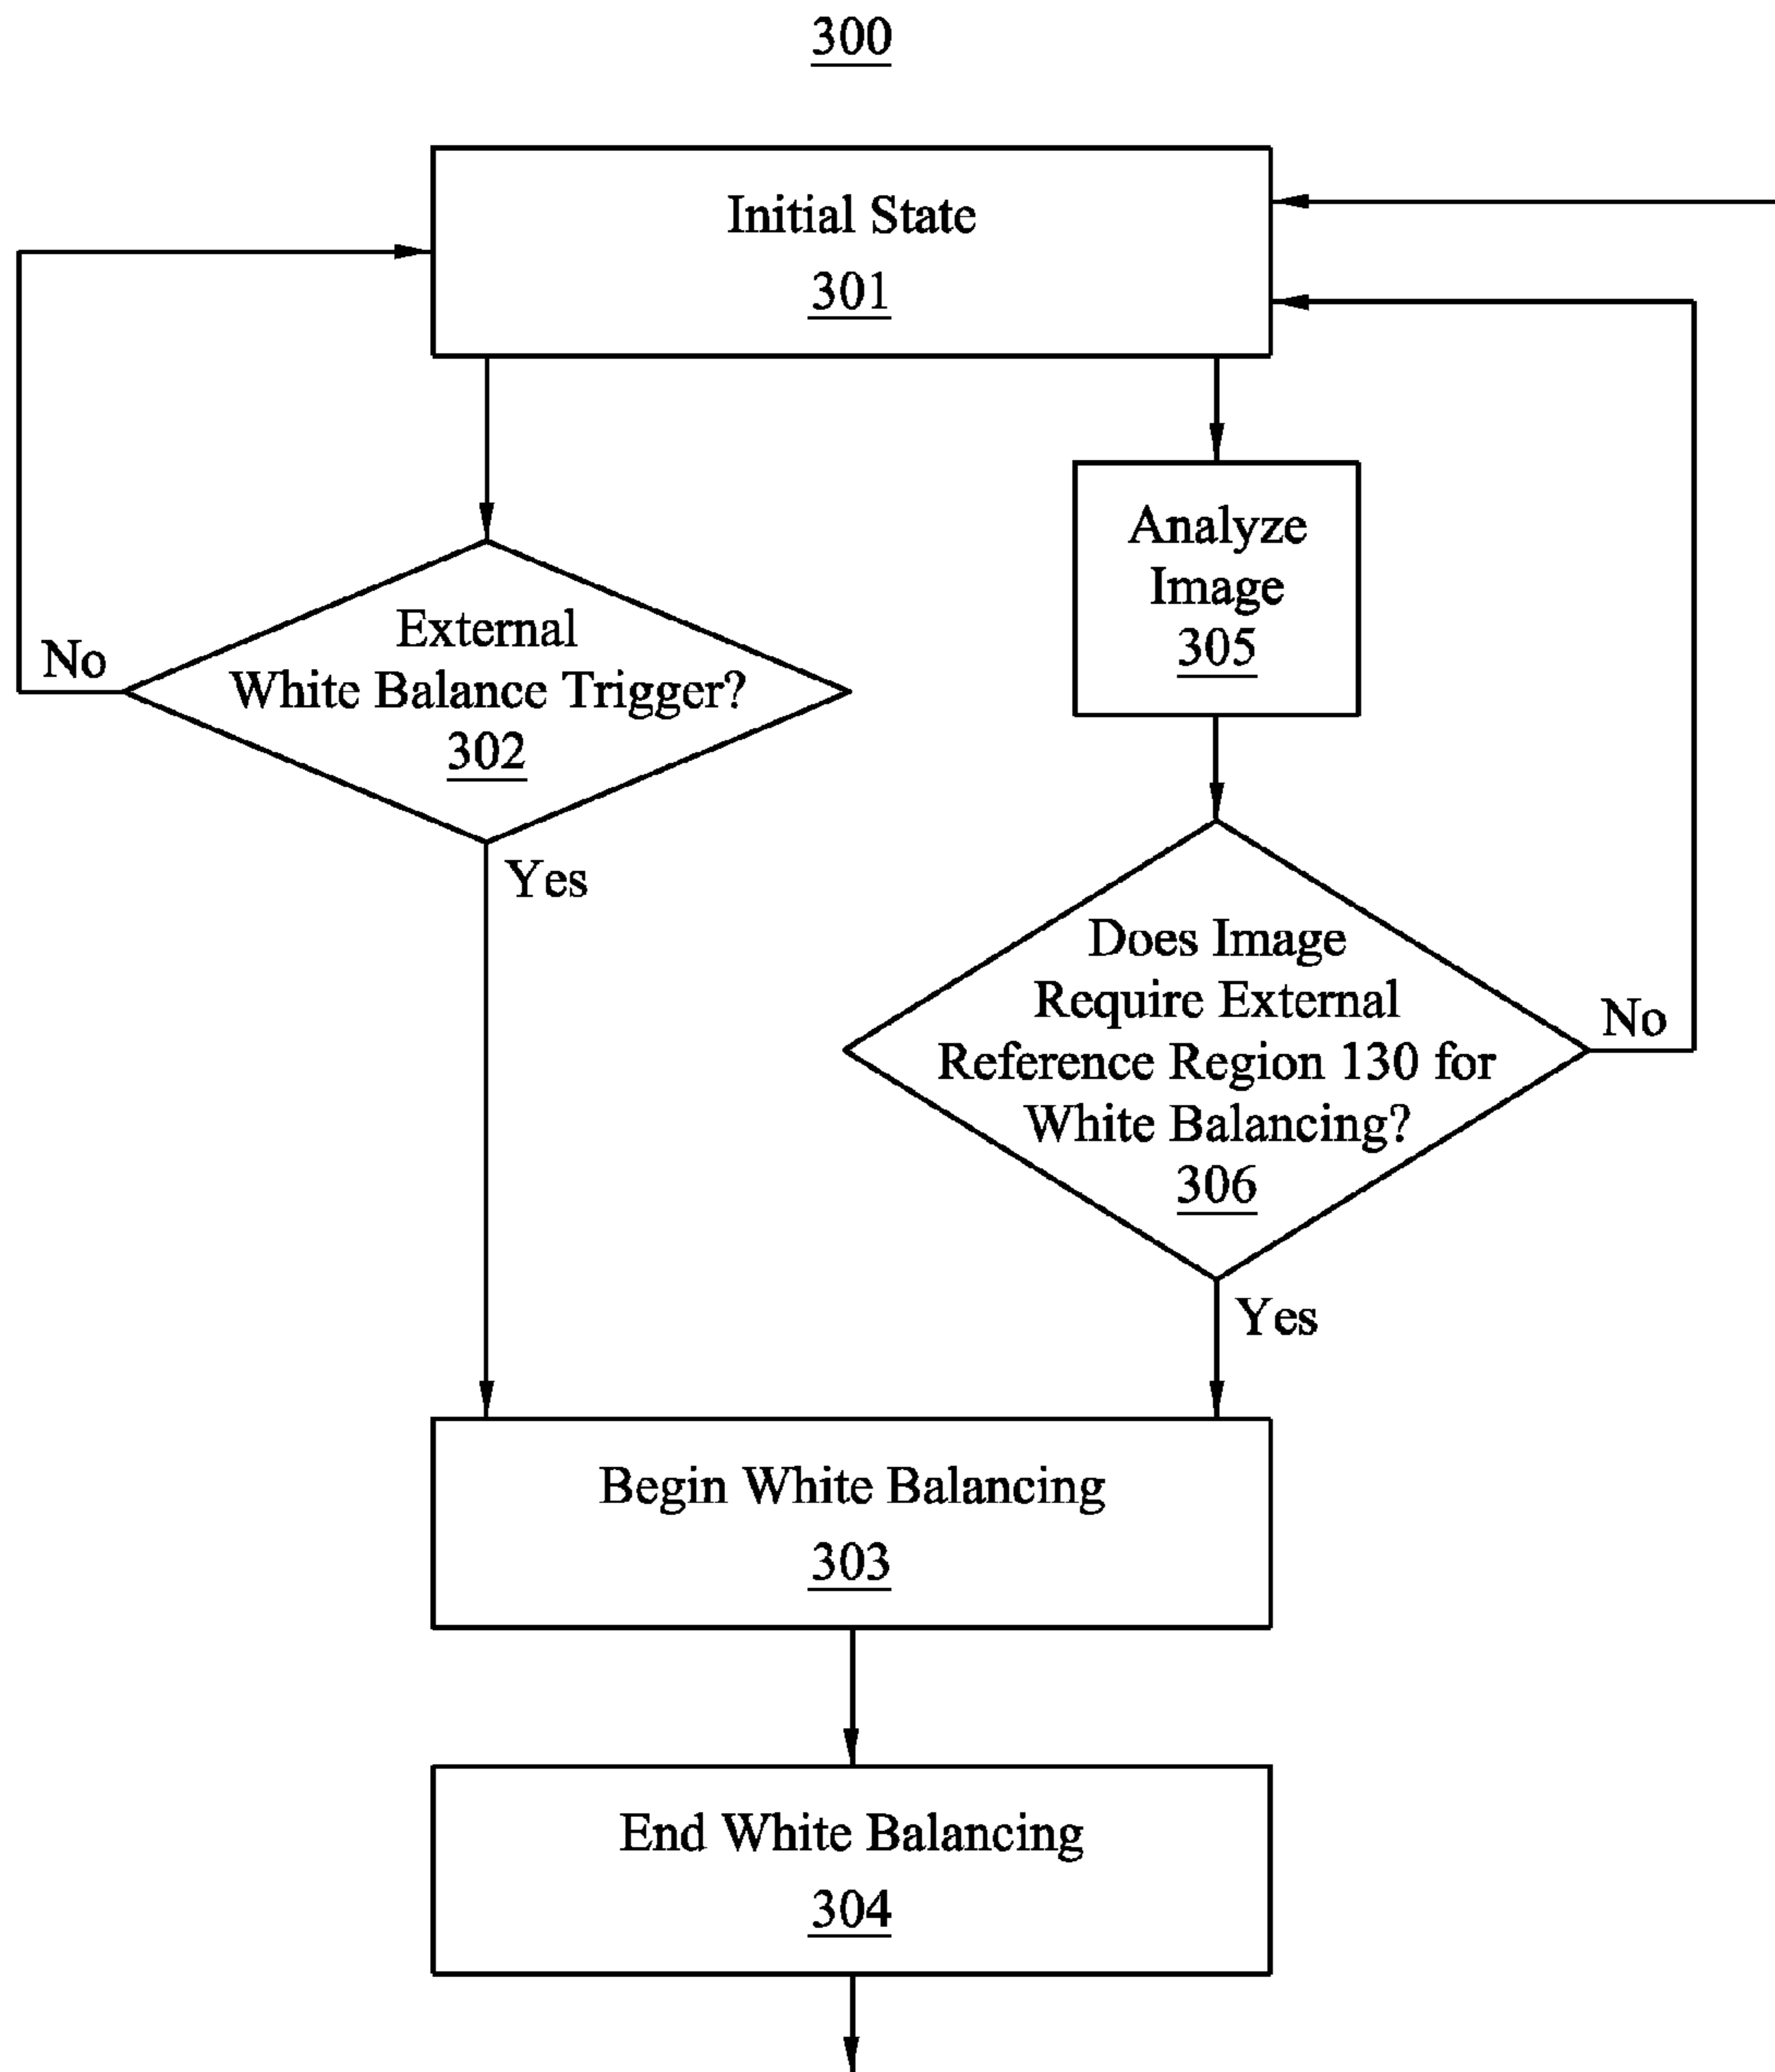 300
Initial State
301
External
White Balance Trigger?
302
No
Yes
Analyze
Image
305
Does Image
Require External
Reference Region 130 for
White Balancing?
306
No
Yes
Begin White Balancing
303
End White Balancing
304